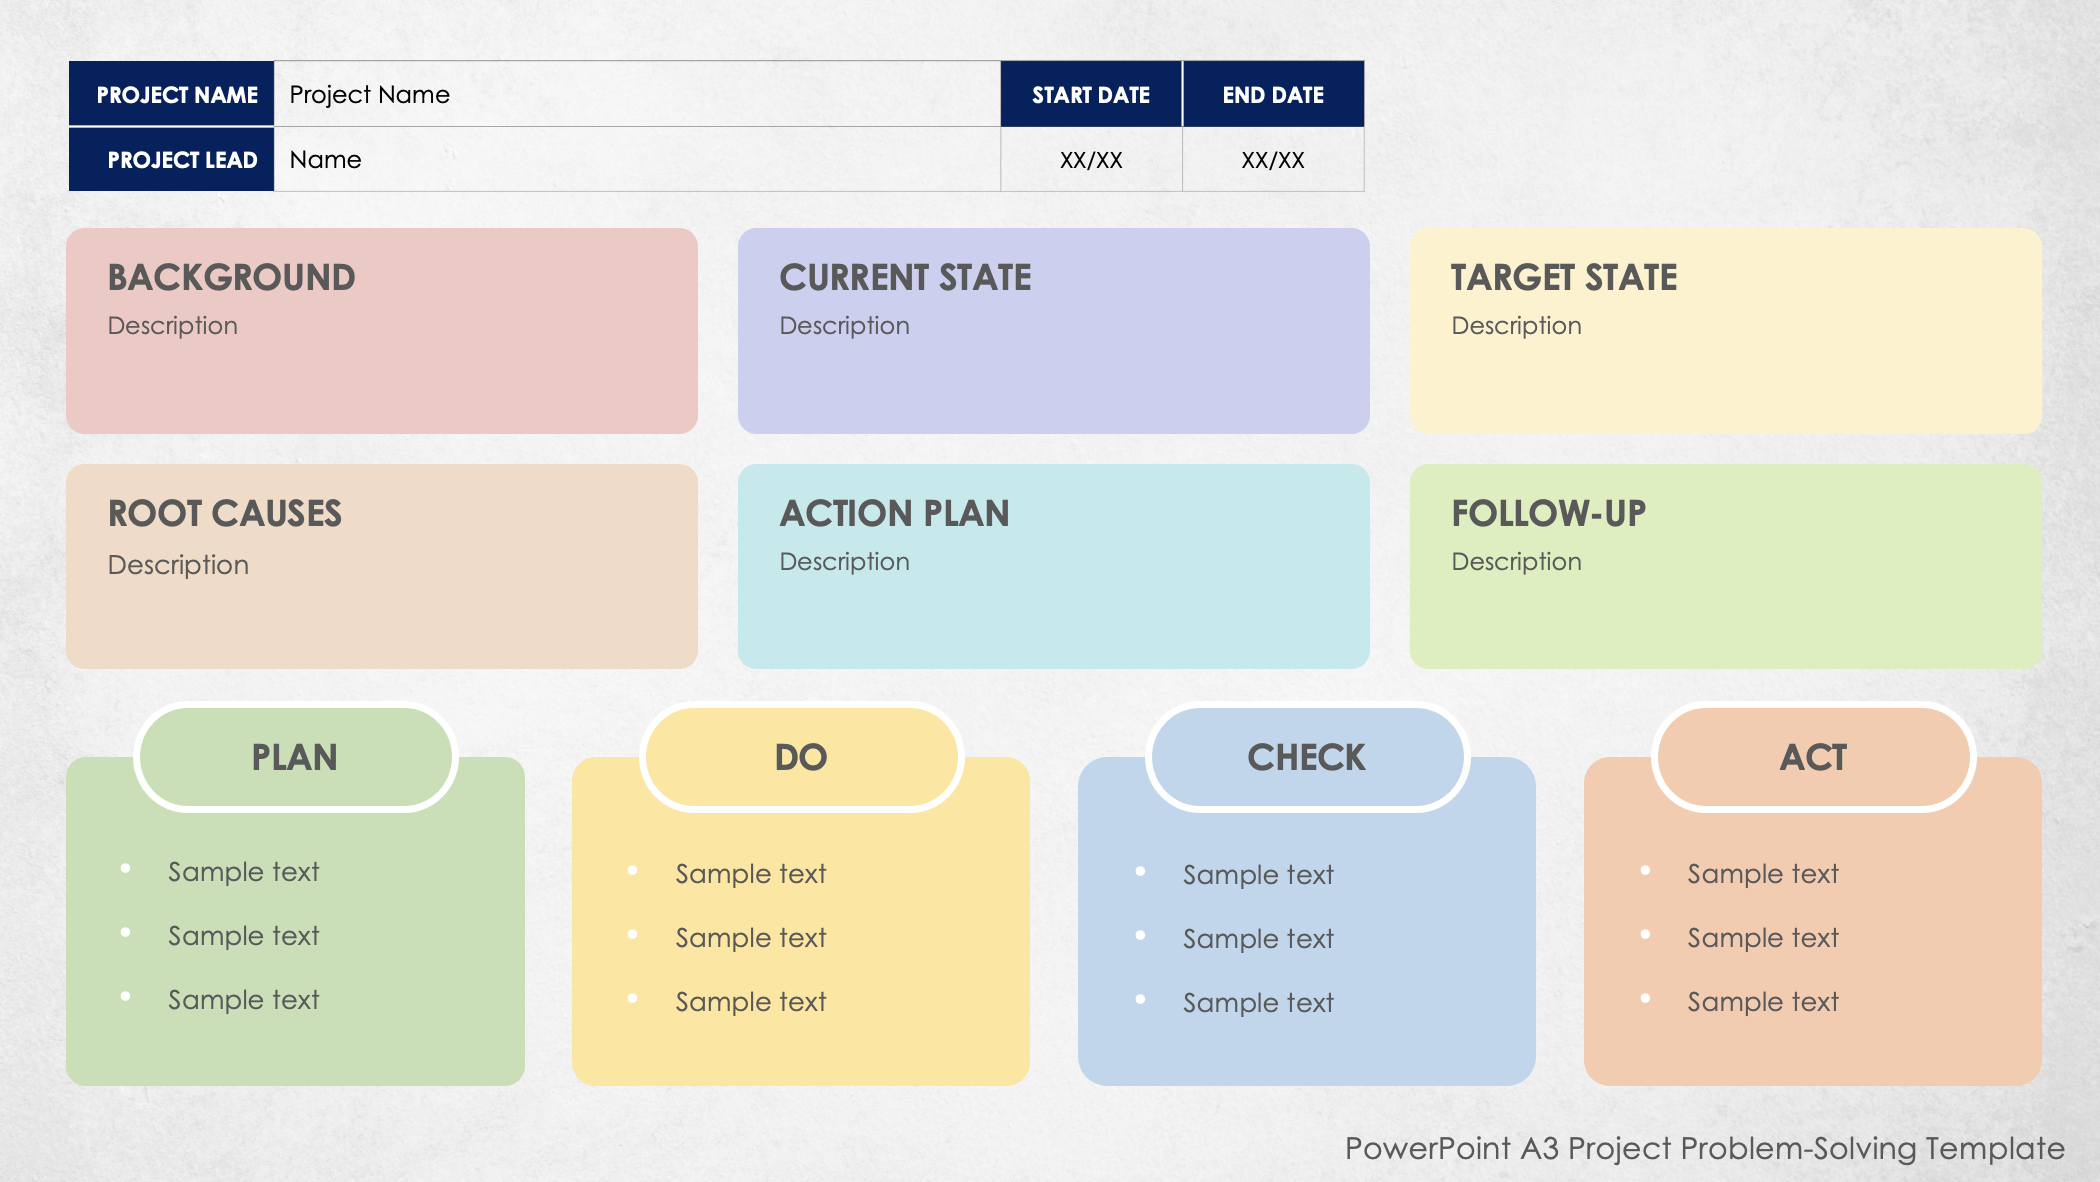 PROJECT NAME Project Name START DATE END DATE
PROJECT LEAD Name XX/XX XX/XX
BACKGROUND
Description
CURRENT STATE
Description
TARGET STATE
Description
ROOT CAUSES
Description
ACTION PLAN
Description
FOLLOW-UP
Description
PLAN
• Sample text
• Sample text
• Sample text
DO
• Sample text
• Sample text
• Sample text
CHECK
• Sample text
• Sample text
• Sample text
ACT
• Sample text
• Sample text
• Sample text
PowerPoint A3 Project Problem-Solving Template